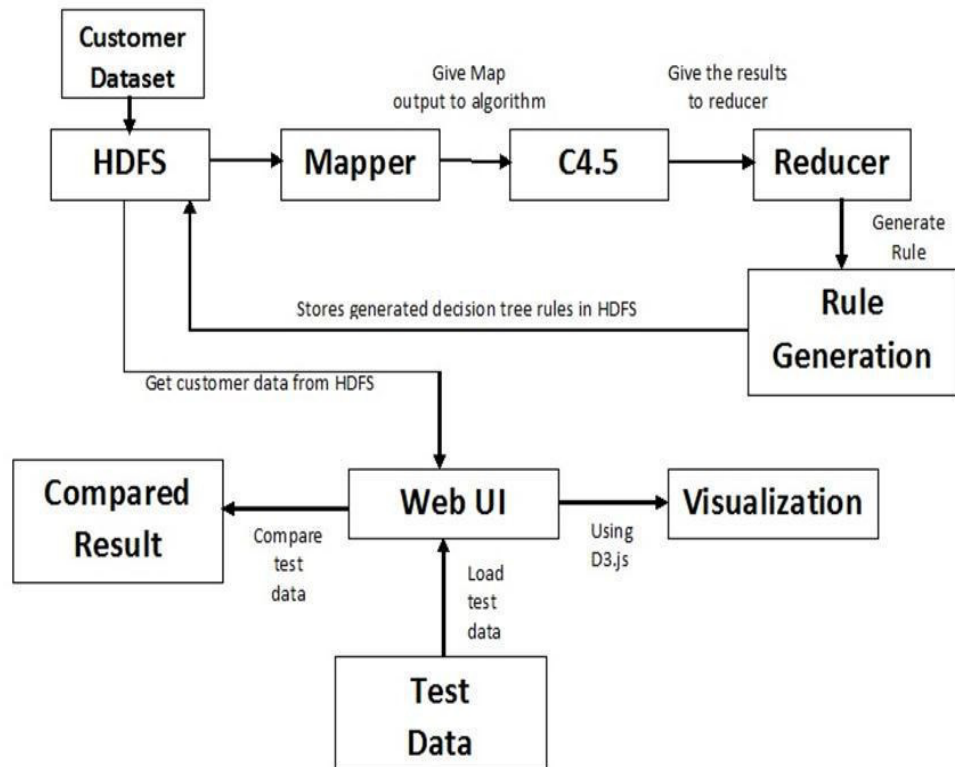 Customer
Dataset
Give Map
output to algorithm
Give the results
to reducer
HDFS
Mapper
C4.5
Reducer
Generate
Rule
Stores generated decision tree rules in HDFS
Rule
Generation
Get customer data from HDFS
Compared
Result
Web UI
Visualization
Compare
test
data
Using
D3.js
Load
test
data
Test
Data